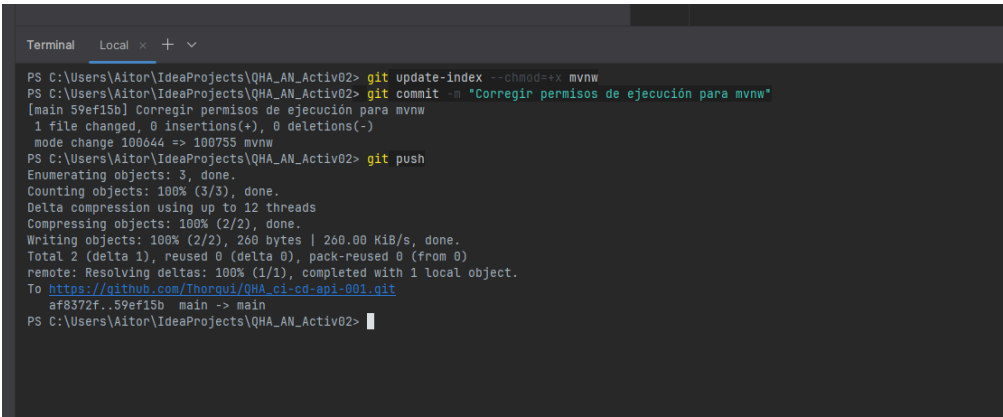 Terminal Local × + ⌄
PS C:\Users\Aitor\IdeaProjects\QHA_AN_Activ02> git update-index --chmod=+x mvnw
PS C:\Users\Aitor\IdeaProjects\QHA_AN_Activ02> git commit -m "Corregir permisos de ejecución para mvnw"
[main 59ef15b] Corregir permisos de ejecución para mvnw
 1 file changed, 0 insertions(+), 0 deletions(-)
 mode change 100644 => 100755 mvnw
PS C:\Users\Aitor\IdeaProjects\QHA_AN_Activ02> git push
Enumerating objects: 3, done.
Counting objects: 100% (3/3), done.
Delta compression using up to 12 threads
Compressing objects: 100% (2/2), done.
Writing objects: 100% (2/2), 260 bytes | 260.00 KiB/s, done.
Total 2 (delta 1), reused 0 (delta 0), pack-reused 0 (from 0)
remote: Resolving deltas: 100% (1/1), completed with 1 local object.
To https://github.com/Thorqui/QHA_ci-cd-api-001.git
   af8372f..59ef15b  main -> main
PS C:\Users\Aitor\IdeaProjects\QHA_AN_Activ02>